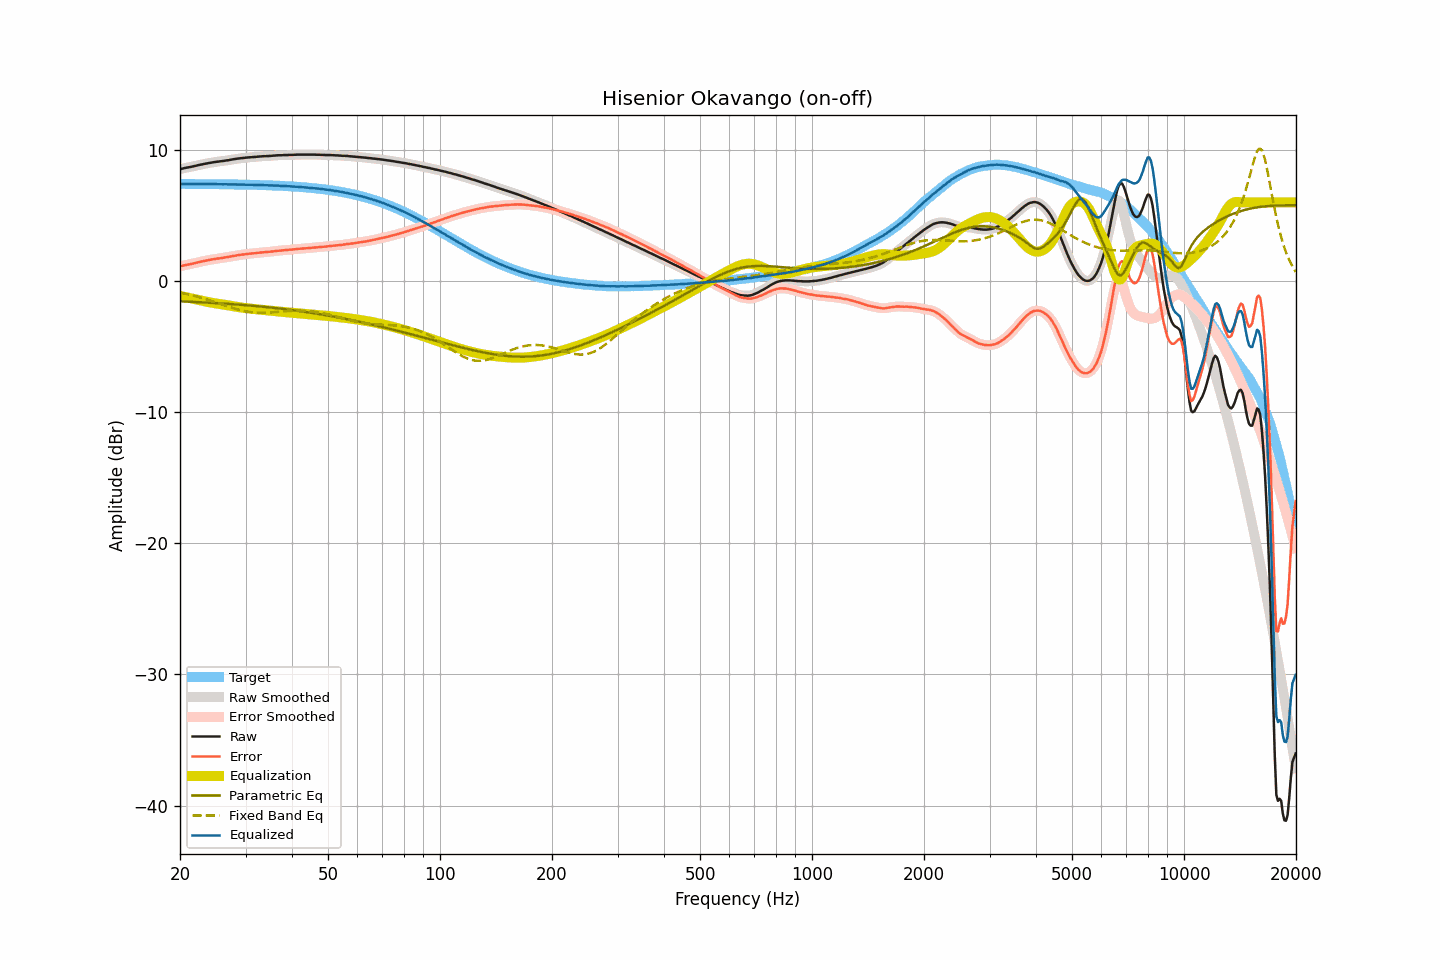 Hisenior Okavango (on-off)
Amplitude (dBr)
10
0
−10
−20
−30
−40
Target
Raw Smoothed
Error Smoothed
Raw
Error
Equalization
Parametric Eq
Fixed Band Eq
Equalized
20 50 100 200 500 1000 2000 5000 10000 20000
Frequency (Hz)